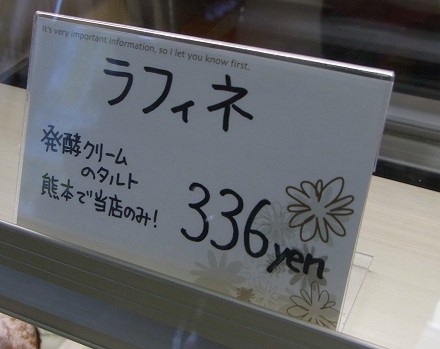 It's very important information, so I let you know first.
ラフィネ
発酵クリーム
のタルト
熊本で当店のみ!
336yen